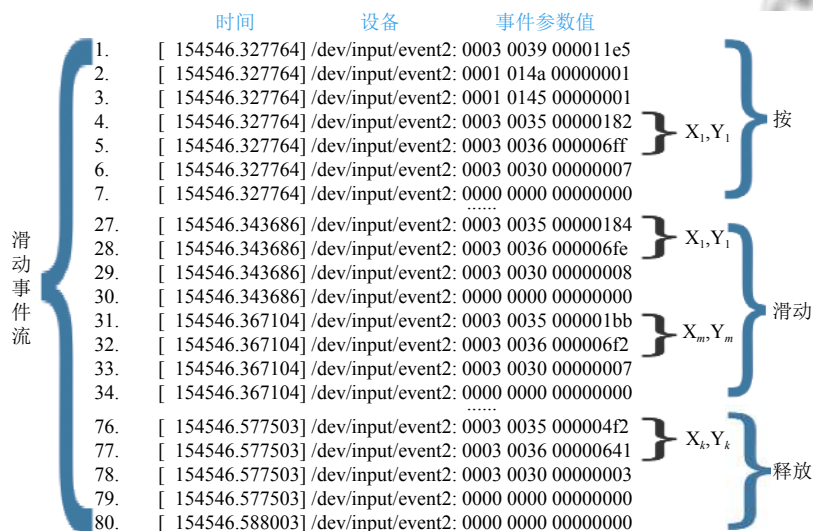 时间 设备 事件参数值
1. [ 154546.327764] /dev/input/event2: 0003 0039 000011e5
2. [ 154546.327764] /dev/input/event2: 0001 014a 00000001
3. [ 154546.327764] /dev/input/event2: 0001 0145 00000001
4. [ 154546.327764] /dev/input/event2: 0003 0035 00000182
5. [ 154546.327764] /dev/input/event2: 0003 0036 000006ff
X₁,Y₁
6. [ 154546.327764] /dev/input/event2: 0003 0030 00000007
7. [ 154546.327764] /dev/input/event2: 0000 0000 00000000
按
......
27. [ 154546.343686] /dev/input/event2: 0003 0035 00000184
28. [ 154546.343686] /dev/input/event2: 0003 0036 000006fe
X₁,Y₁
29. [ 154546.343686] /dev/input/event2: 0003 0030 00000008
30. [ 154546.343686] /dev/input/event2: 0000 0000 00000000
31. [ 154546.367104] /dev/input/event2: 0003 0035 000001bb
32. [ 154546.367104] /dev/input/event2: 0003 0036 000006f2
Xₘ,Yₘ
33. [ 154546.367104] /dev/input/event2: 0003 0030 00000007
34. [ 154546.367104] /dev/input/event2: 0000 0000 00000000
滑动
......
76. [ 154546.577503] /dev/input/event2: 0003 0035 000004f2
77. [ 154546.577503] /dev/input/event2: 0003 0036 00000641
Xₖ,Yₖ
78. [ 154546.577503] /dev/input/event2: 0003 0030 00000003
79. [ 154546.577503] /dev/input/event2: 0000 0000 00000000
80. [ 154546.588003] /dev/input/event2: 0000 0000 00000000
释放
滑动事件流